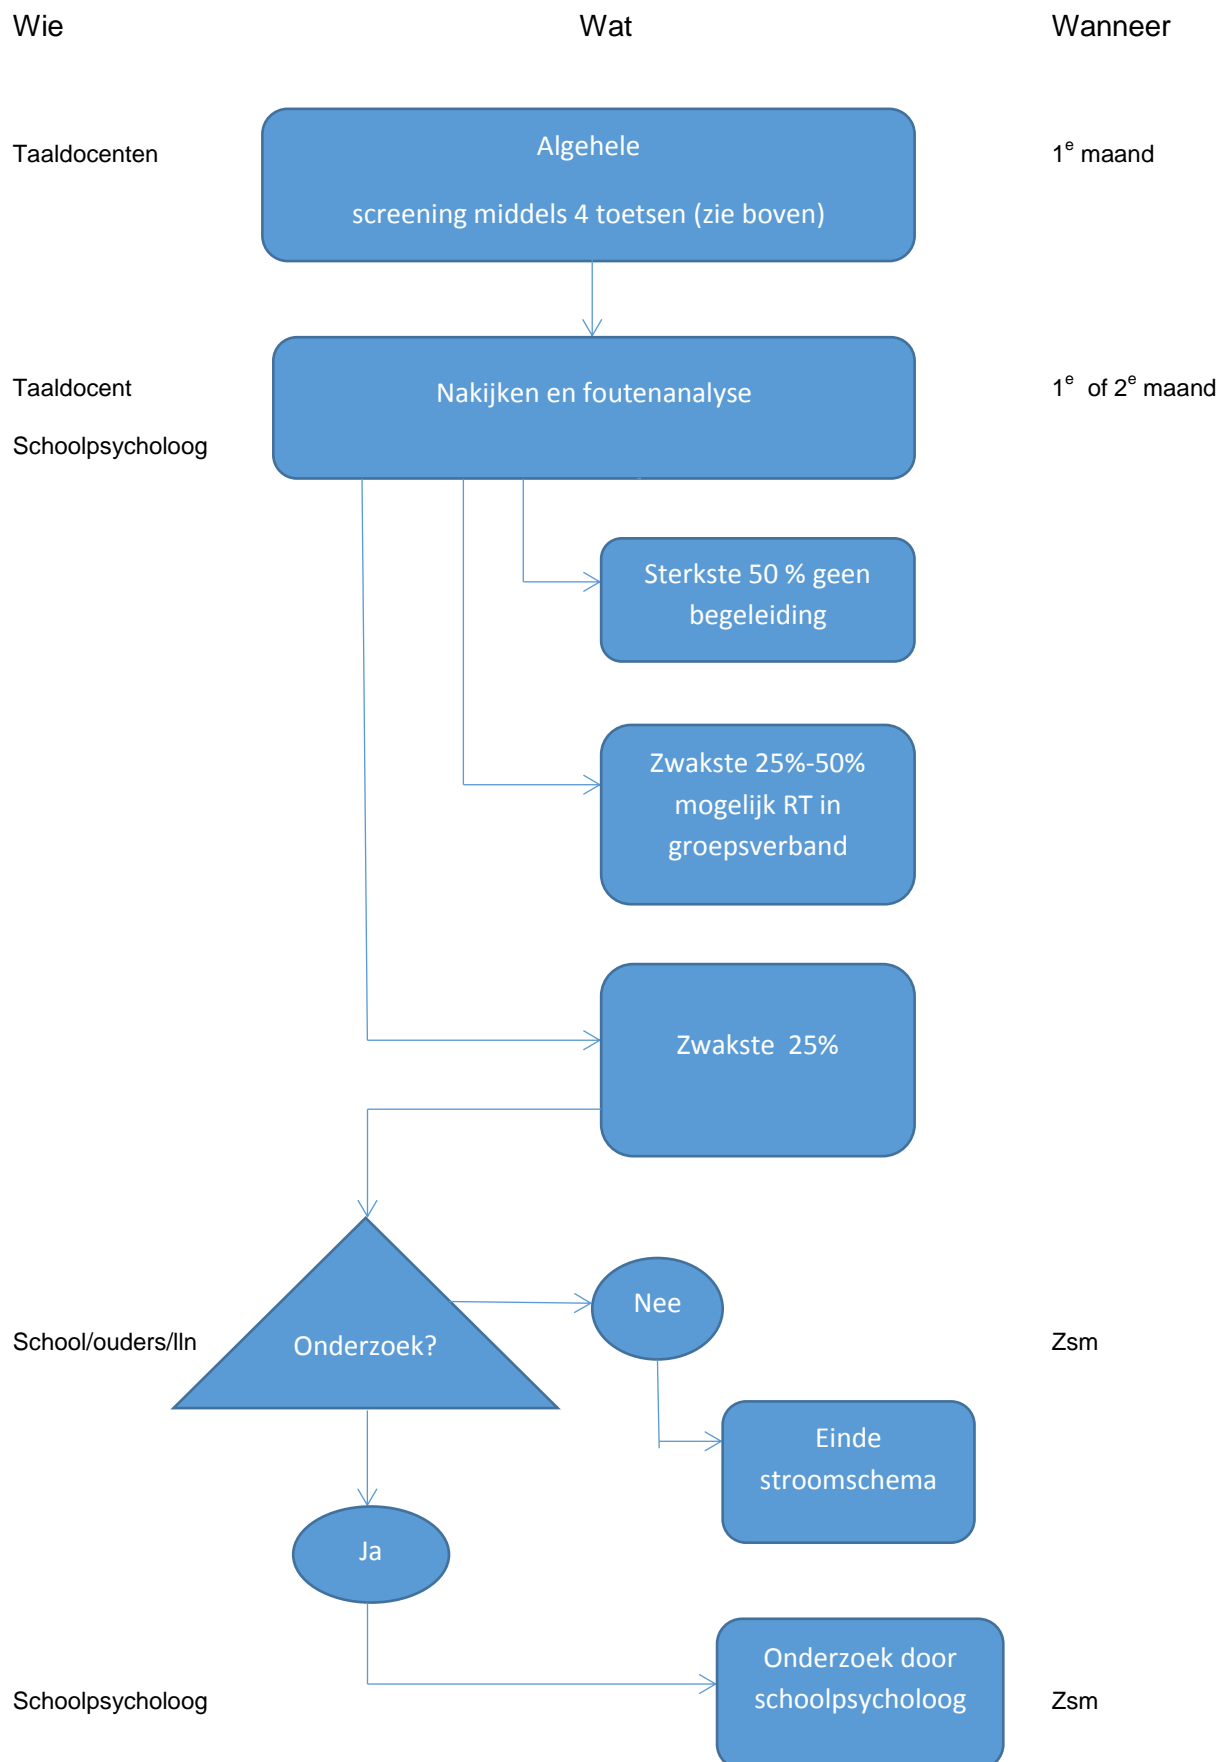 Wie Wat Wanneer
Taaldocenten Algehele 1e maand
screening middels 4 toetsen (zie boven)
Taaldocent Nakijken en foutenanalyse 1e of 2e maand
Schoolpsycholoog
Sterkste 50 % geen
begeleiding
Zwakste 25%-50%
mogelijk RT in
groepsverband
Zwakste 25%
Nee
School/ouders/lln Onderzoek? Zsm
Einde
stroomschema
Ja
Onderzoek door
schoolpsycholoog
Schoolpsycholoog Zsm